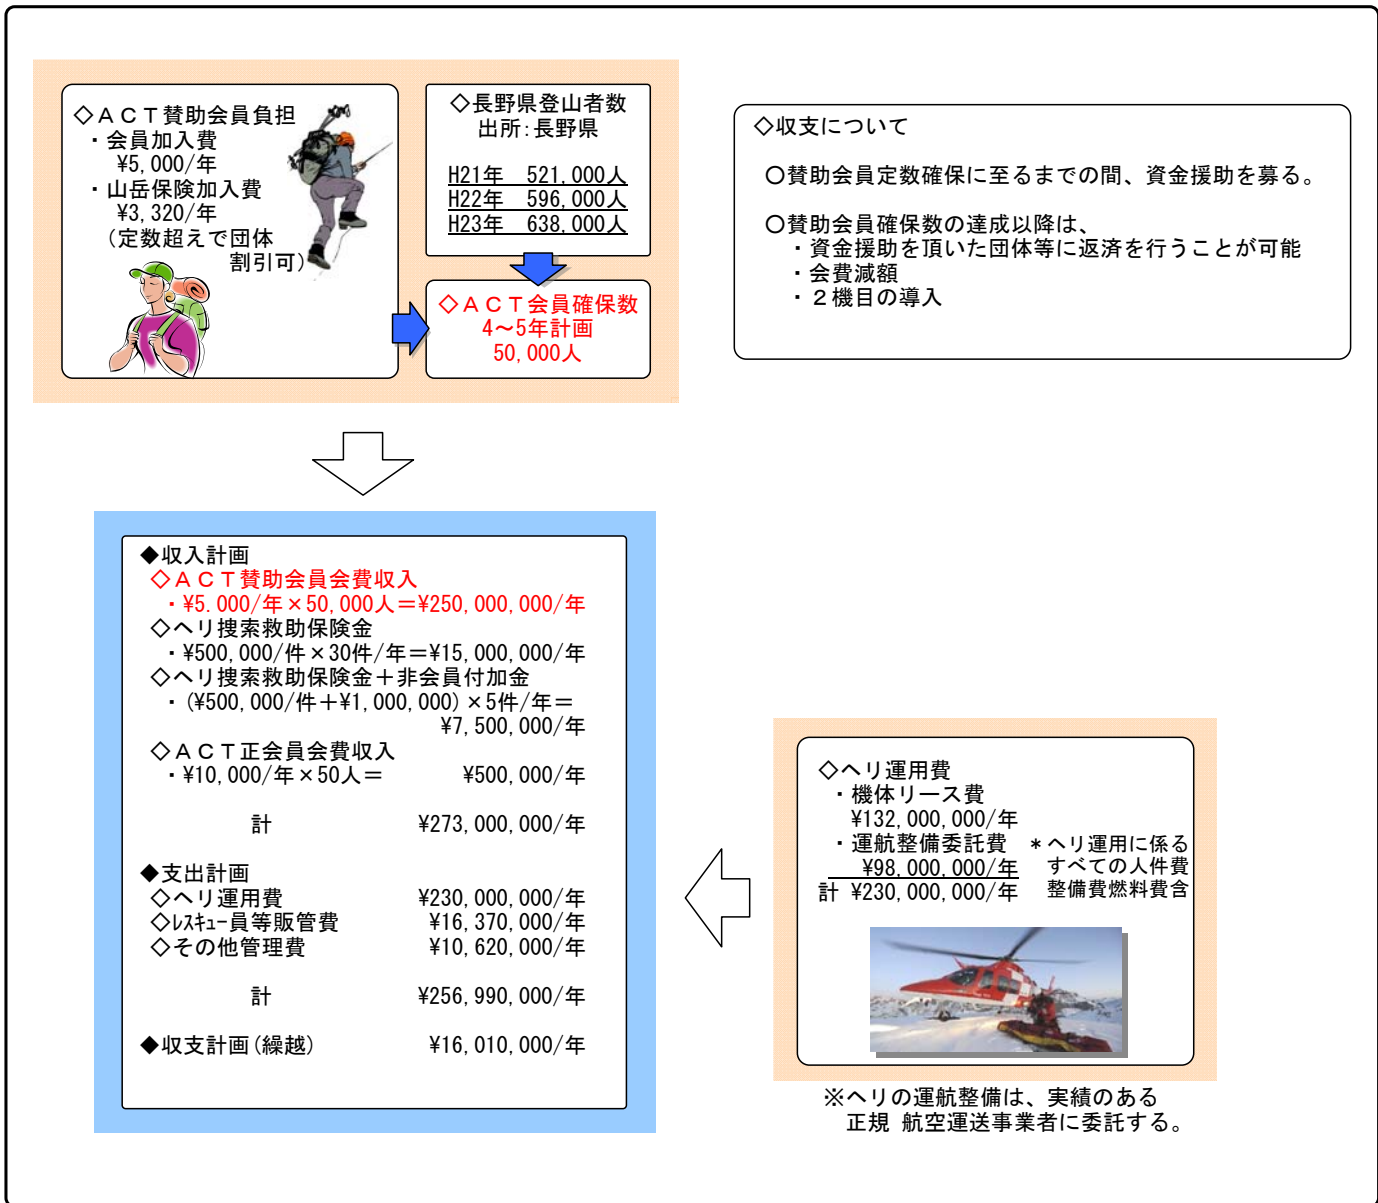 ◇ＡＣＴ賛助会員負担
・会員加入費
¥5,000/年
・山岳保険加入費
¥3,320/年
(定数超えで団体
割引可)
◇長野県登山者数
出所:長野県
H21年 521,000人
H22年 596,000人
H23年 638,000人
◇ＡＣＴ会員確保数
4～5年計画
50,000人
◇収支について
○賛助会員定数確保に至るまでの間、資金援助を募る。
○賛助会員確保数の達成以降は、
・資金援助を頂いた団体等に返済を行うことが可能
・会費減額
・２機目の導入
◆収入計画
◇ＡＣＴ賛助会員会費収入
・¥5.000/年×50,000人＝¥250,000,000/年
◇ヘリ捜索救助保険金
・¥500,000/件×30件/年＝¥15,000,000/年
◇ヘリ捜索救助保険金＋非会員付加金
・(¥500,000/件＋¥1,000,000)×5件/年＝
¥7,500,000/年
◇ＡＣＴ正会員会費収入
・¥10,000/年×50人＝ ¥500,000/年
計 ¥273,000,000/年
◆支出計画
◇ヘリ運用費 ¥230,000,000/年
◇ﾚｽｷｭｰ員等販管費 ¥16,370,000/年
◇その他管理費 ¥10,620,000/年
計 ¥256,990,000/年
◆収支計画(繰越) ¥16,010,000/年
◇ヘリ運用費
・機体リース費
¥132,000,000/年
・運航整備委託費
¥98,000,000/年
計 ¥230,000,000/年
＊ヘリ運用に係る
すべての人件費
整備費燃料費含
※ヘリの運航整備は、実績のある
正規 航空運送事業者に委託する。